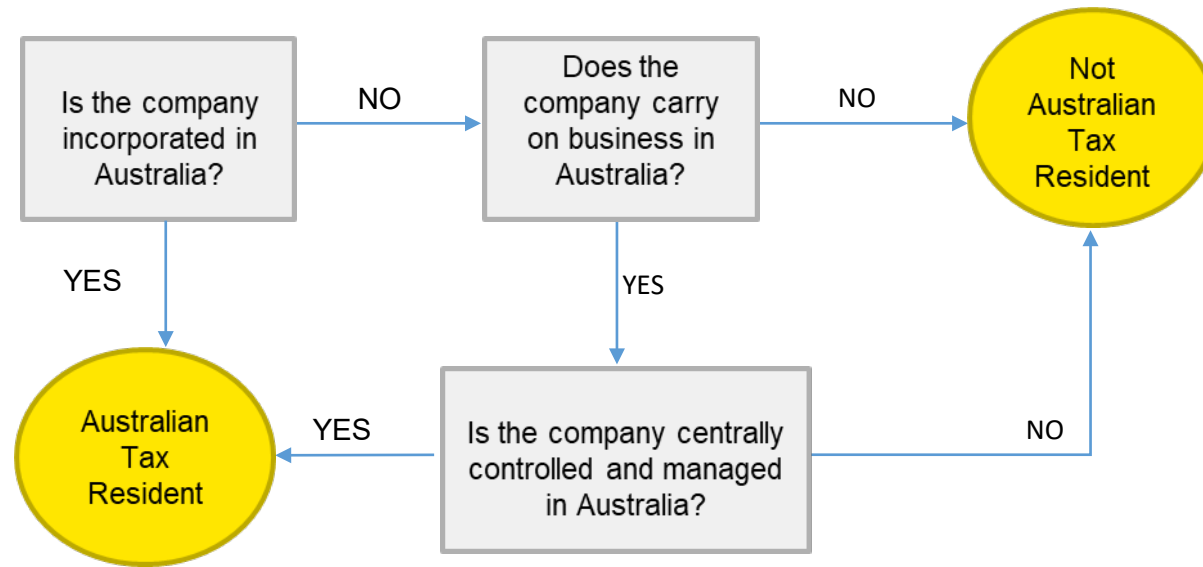 Is the company
incorporated in
Australia?
NO
Does the
company carry
on business in
Australia?
NO
Not
Australian
Tax
Resident
YES
YES
Australian
Tax
Resident
YES
Is the company centrally
controlled and managed
in Australia?
NO